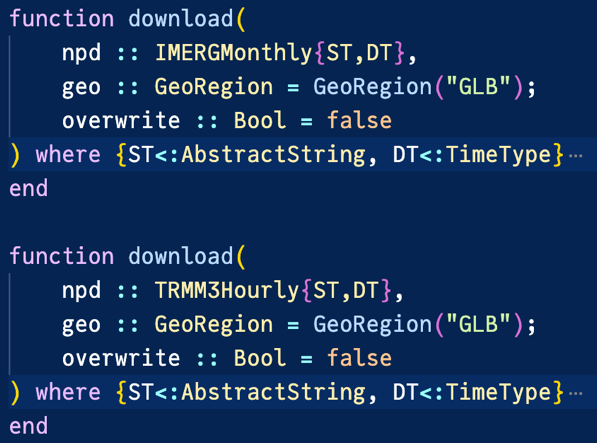 function download(
    npd :: IMERGMonthly{ST,DT},
    geo :: GeoRegion = GeoRegion("GLB");
    overwrite :: Bool = false
) where {ST<:AbstractString, DT<:TimeType}⋯
end

function download(
    npd :: TRMM3Hourly{ST,DT},
    geo :: GeoRegion = GeoRegion("GLB");
    overwrite :: Bool = false
) where {ST<:AbstractString, DT<:TimeType}⋯
end